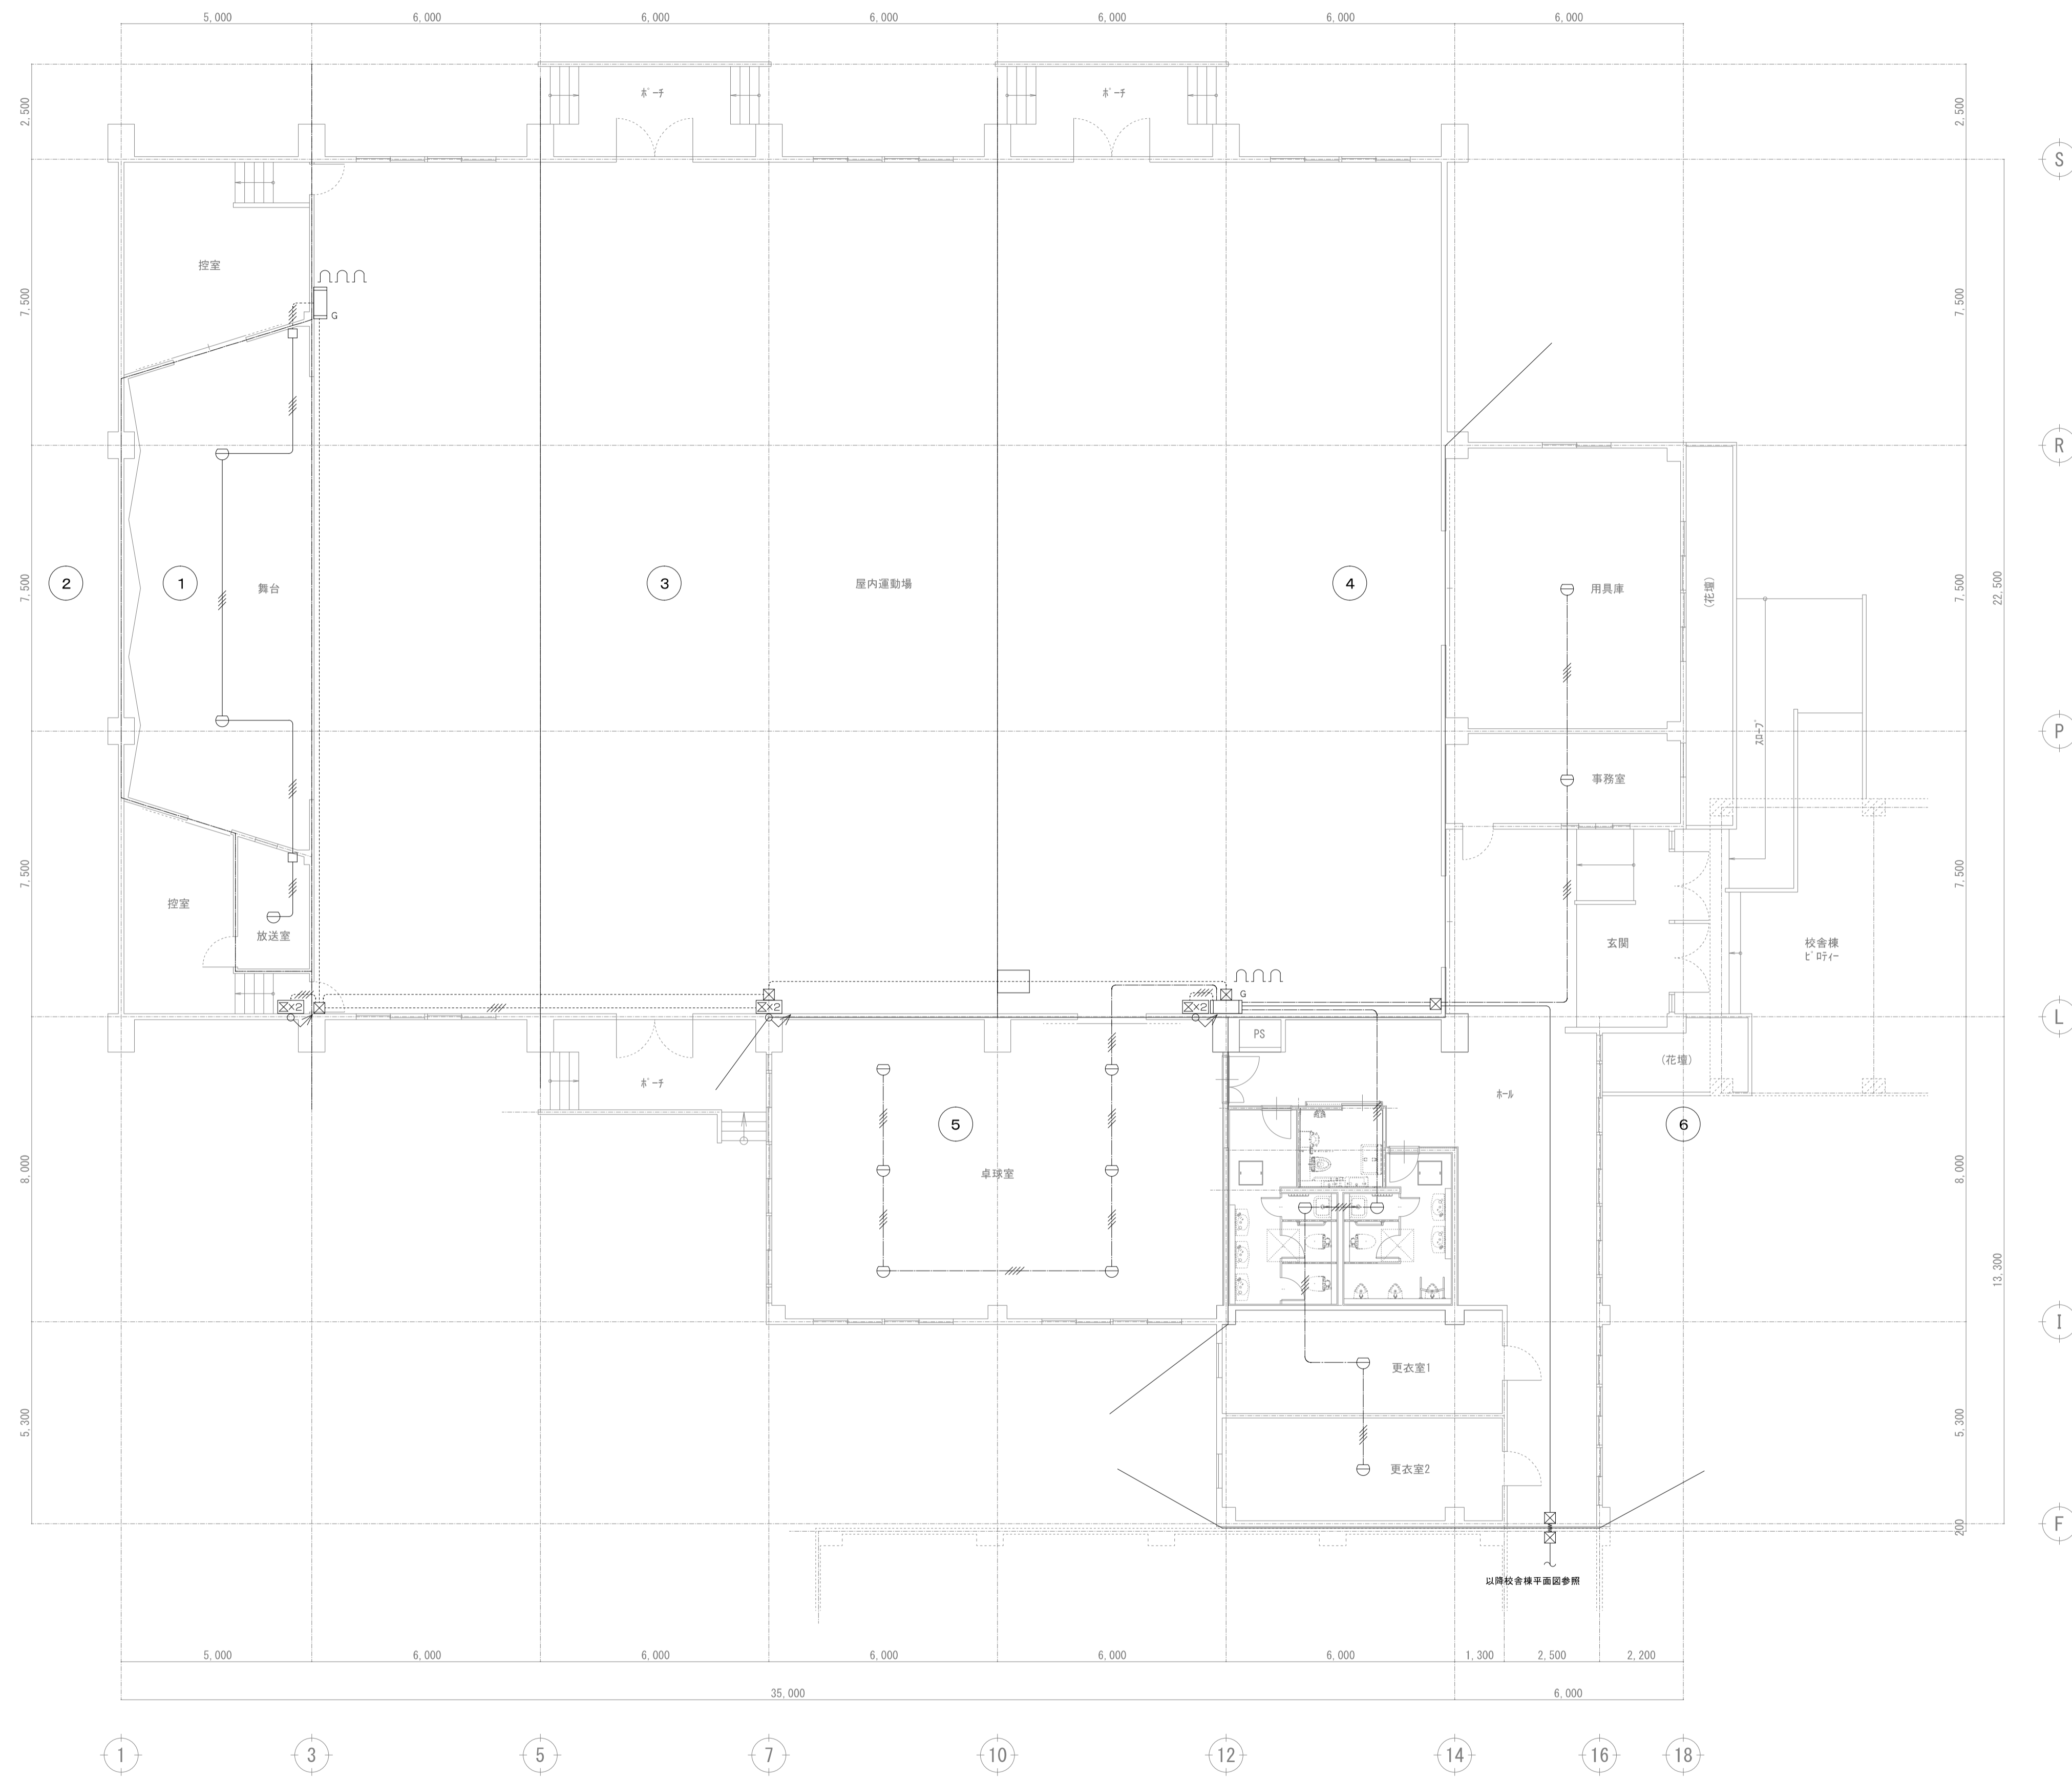 5,000 6,000 6,000 6,000 6,000 6,000 6,000
2,500
2,500
ﾎﾟｰﾁ
ﾎﾟｰﾁ
S
控室
7,500
7,500
G
R
2
1
舞台
3
屋内運動場
4
用具庫
(花壇)
7,500
7,500
22,500
P
ｽﾛｰﾌﾟ
事務室
7,500
7,500
控室
放送室
玄関
校舎棟
ﾋﾟﾛﾃｨｰ
G
×2
×2
×2
L
PS
(花壇)
ﾎｰﾙ
ﾎﾟｰﾁ
5
6
卓球室
8,000
8,000
13,300
I
更衣室1
5,300
5,300
更衣室2
F
200
以降校舎棟平面図参照
5,000 6,000 6,000 6,000 6,000 6,000 1,300 2,500 2,200
35,000 6,000
1 3 5 7 10 12 14 16 18